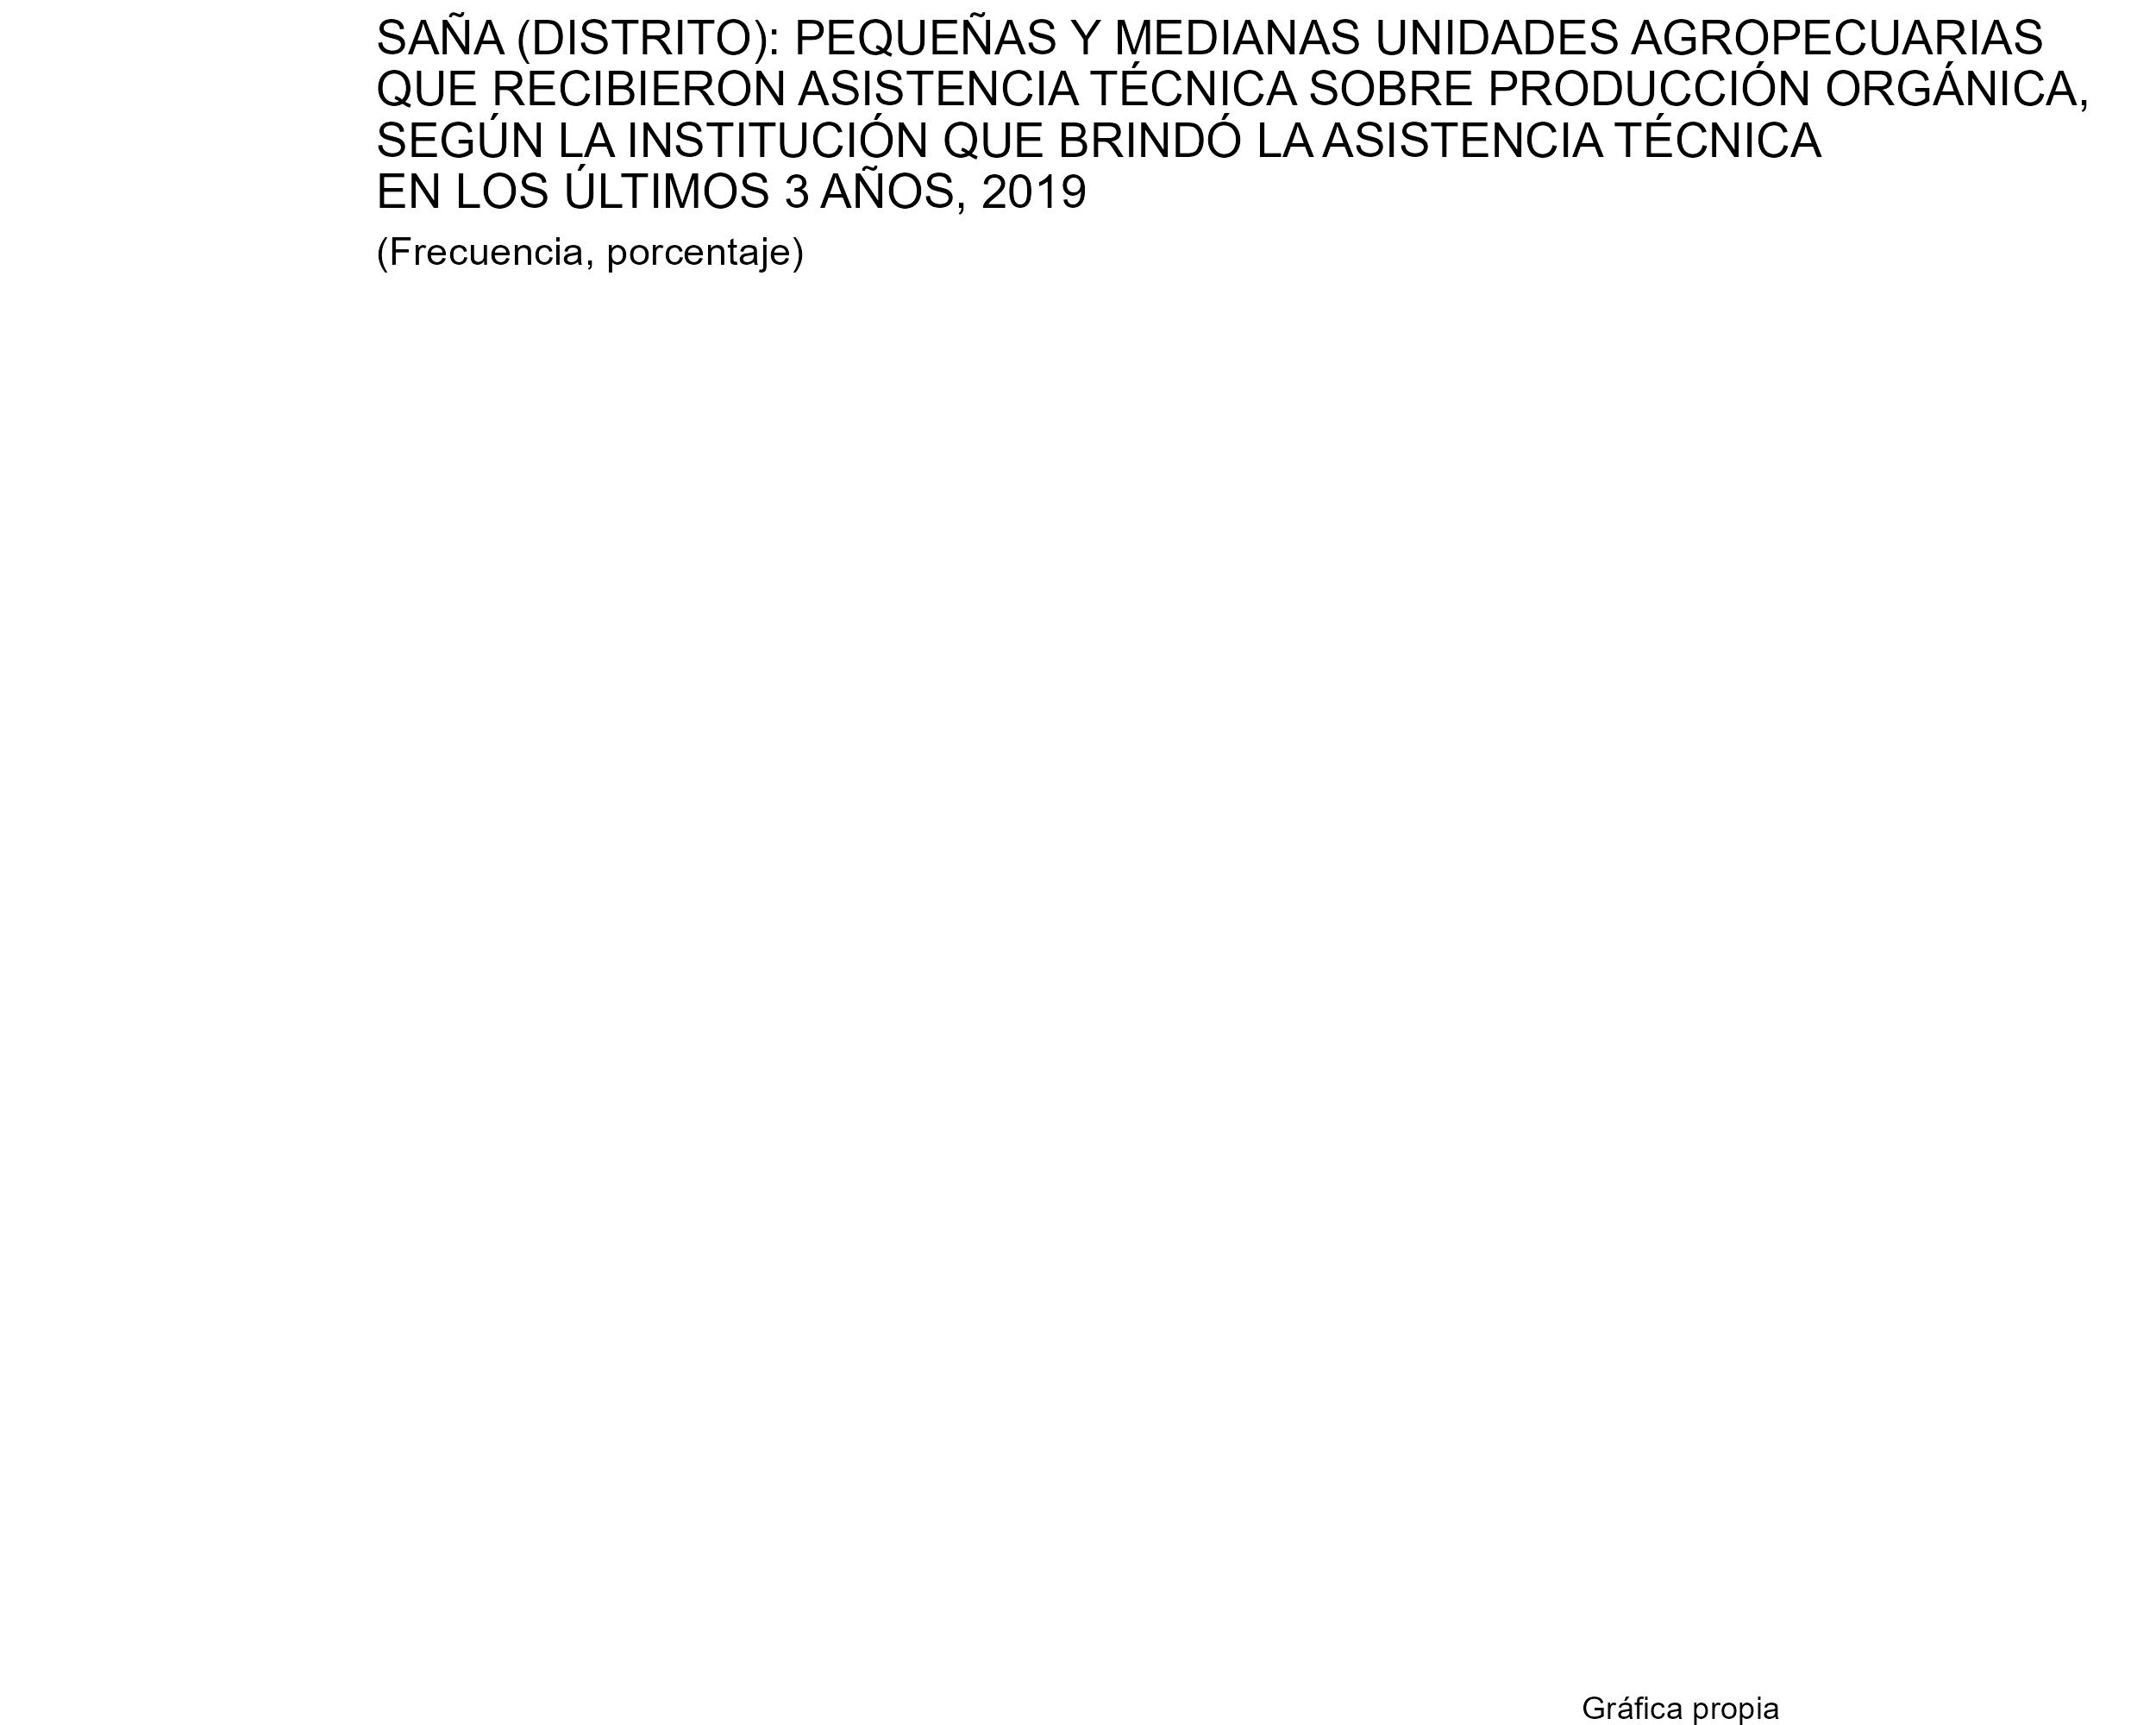 SAÑA (DISTRITO): PEQUEÑAS Y MEDIANAS UNIDADES AGROPECUARIAS
QUE RECIBIERON ASISTENCIA TÉCNICA SOBRE PRODUCCIÓN ORGÁNICA,
SEGÚN LA INSTITUCIÓN QUE BRINDÓ LA ASISTENCIA TÉCNICA
EN LOS ÚLTIMOS 3 AÑOS, 2019
(Frecuencia, porcentaje)
Gráfica propia